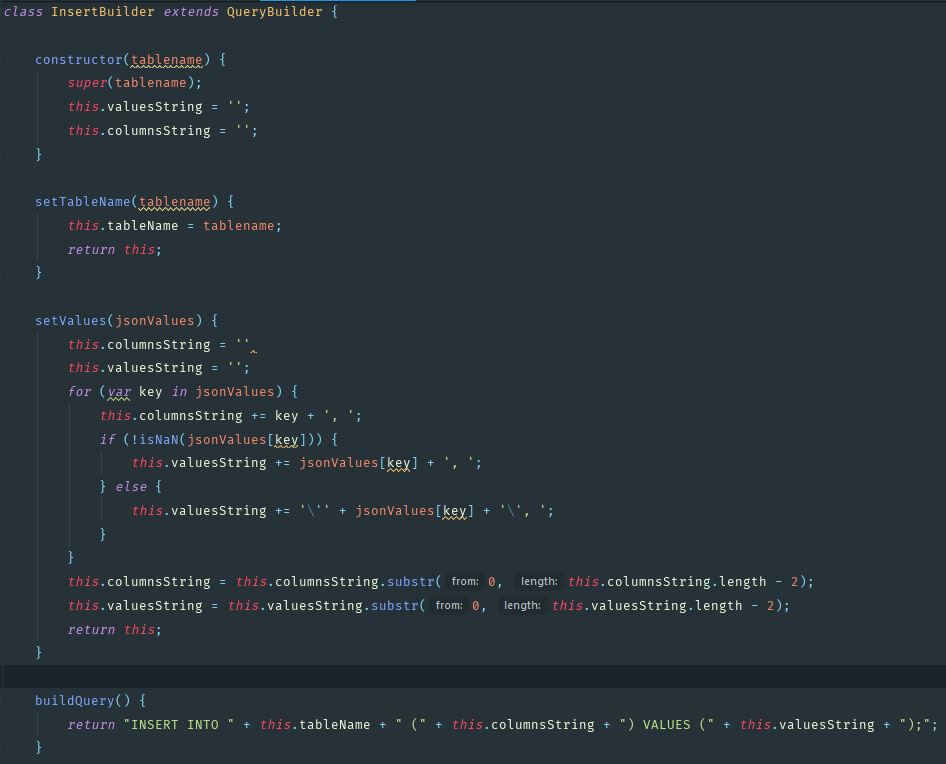 class InsertBuilder extends QueryBuilder {
constructor(tablename) {
super(tablename);
this.valuesString = '';
this.columnsString = '';
}
setTableName(tablename) {
this.tableName = tablename;
return this;
}
setValues(jsonValues) {
this.columnsString = ''
this.valuesString = '';
for (var key in jsonValues) {
this.columnsString += key + ', ';
if (!isNaN(jsonValues[key])) {
this.valuesString += jsonValues[key] + ', ';
} else {
this.valuesString += '\'' + jsonValues[key] + '\', ';
}
}
this.columnsString = this.columnsString.substr( from: 0, length: this.columnsString.length - 2);
this.valuesString = this.valuesString.substr( from: 0, length: this.valuesString.length - 2);
return this;
}
buildQuery() {
return "INSERT INTO " + this.tableName + " (" + this.columnsString + ") VALUES (" + this.valuesString + ");";
}